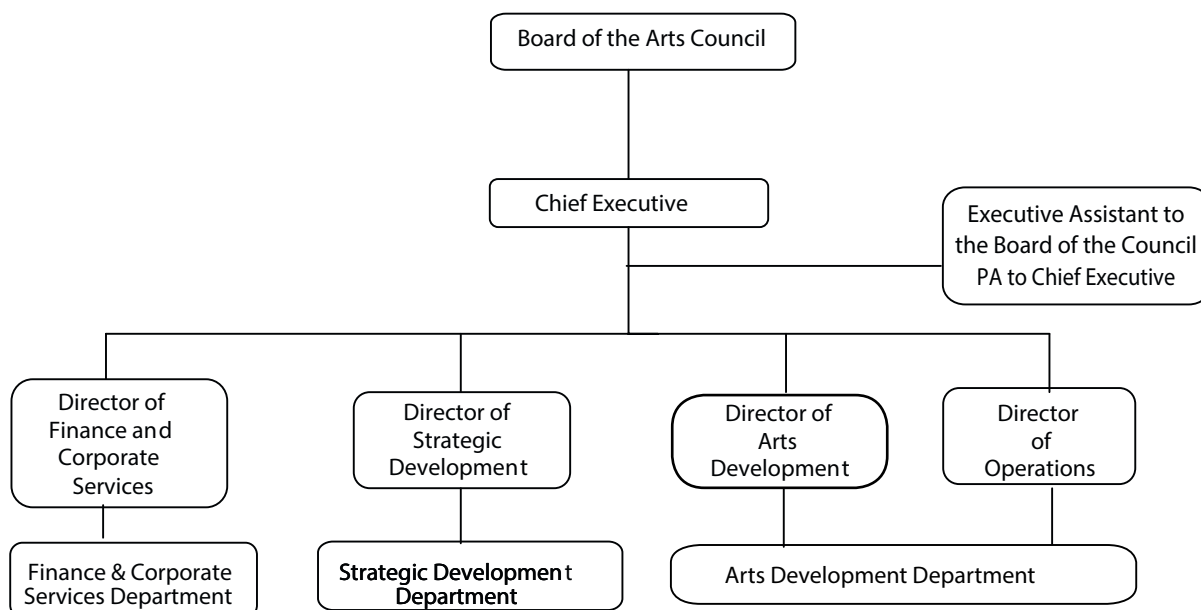 Board of the Arts Council
Chief Executive
Executive Assistant to
the Board of the Council
PA to Chief Executive
Director of
Finance and
Corporate
Services
Director of
Strategic
Development
Director of
Arts
Development
Director
of
Operations
Finance & Corporate
Services Department
Strategic Development
Department
Arts Development Department